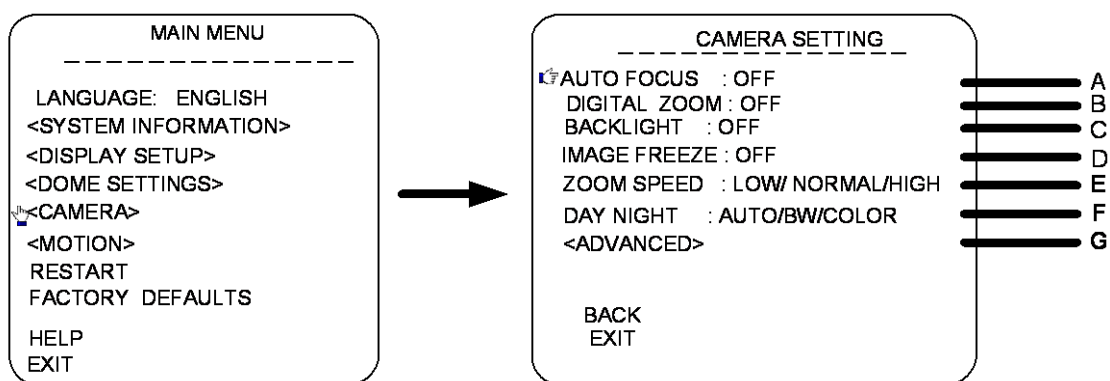 MAIN MENU
LANGUAGE: ENGLISH
<SYSTEM INFORMATION>
<DISPLAY SETUP>
<DOME SETTINGS>
<CAMERA>
<MOTION>
RESTART
FACTORY DEFAULTS
HELP
EXIT
CAMERA SETTING
AUTO FOCUS : OFF
DIGITAL ZOOM : OFF
BACKLIGHT : OFF
IMAGE FREEZE : OFF
ZOOM SPEED : LOW/ NORMAL/HIGH
DAY NIGHT : AUTO/BW/COLOR
<ADVANCED>
BACK
EXIT
A
B
C
D
E
F
G